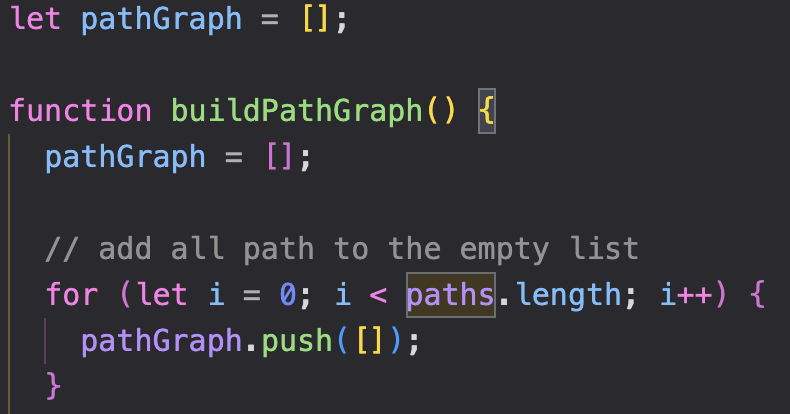 let pathGraph = [];
function buildPathGraph() {
pathGraph = [];
// add all path to the empty list
for (let i = 0; i < paths.length; i++) {
pathGraph.push([]);
}